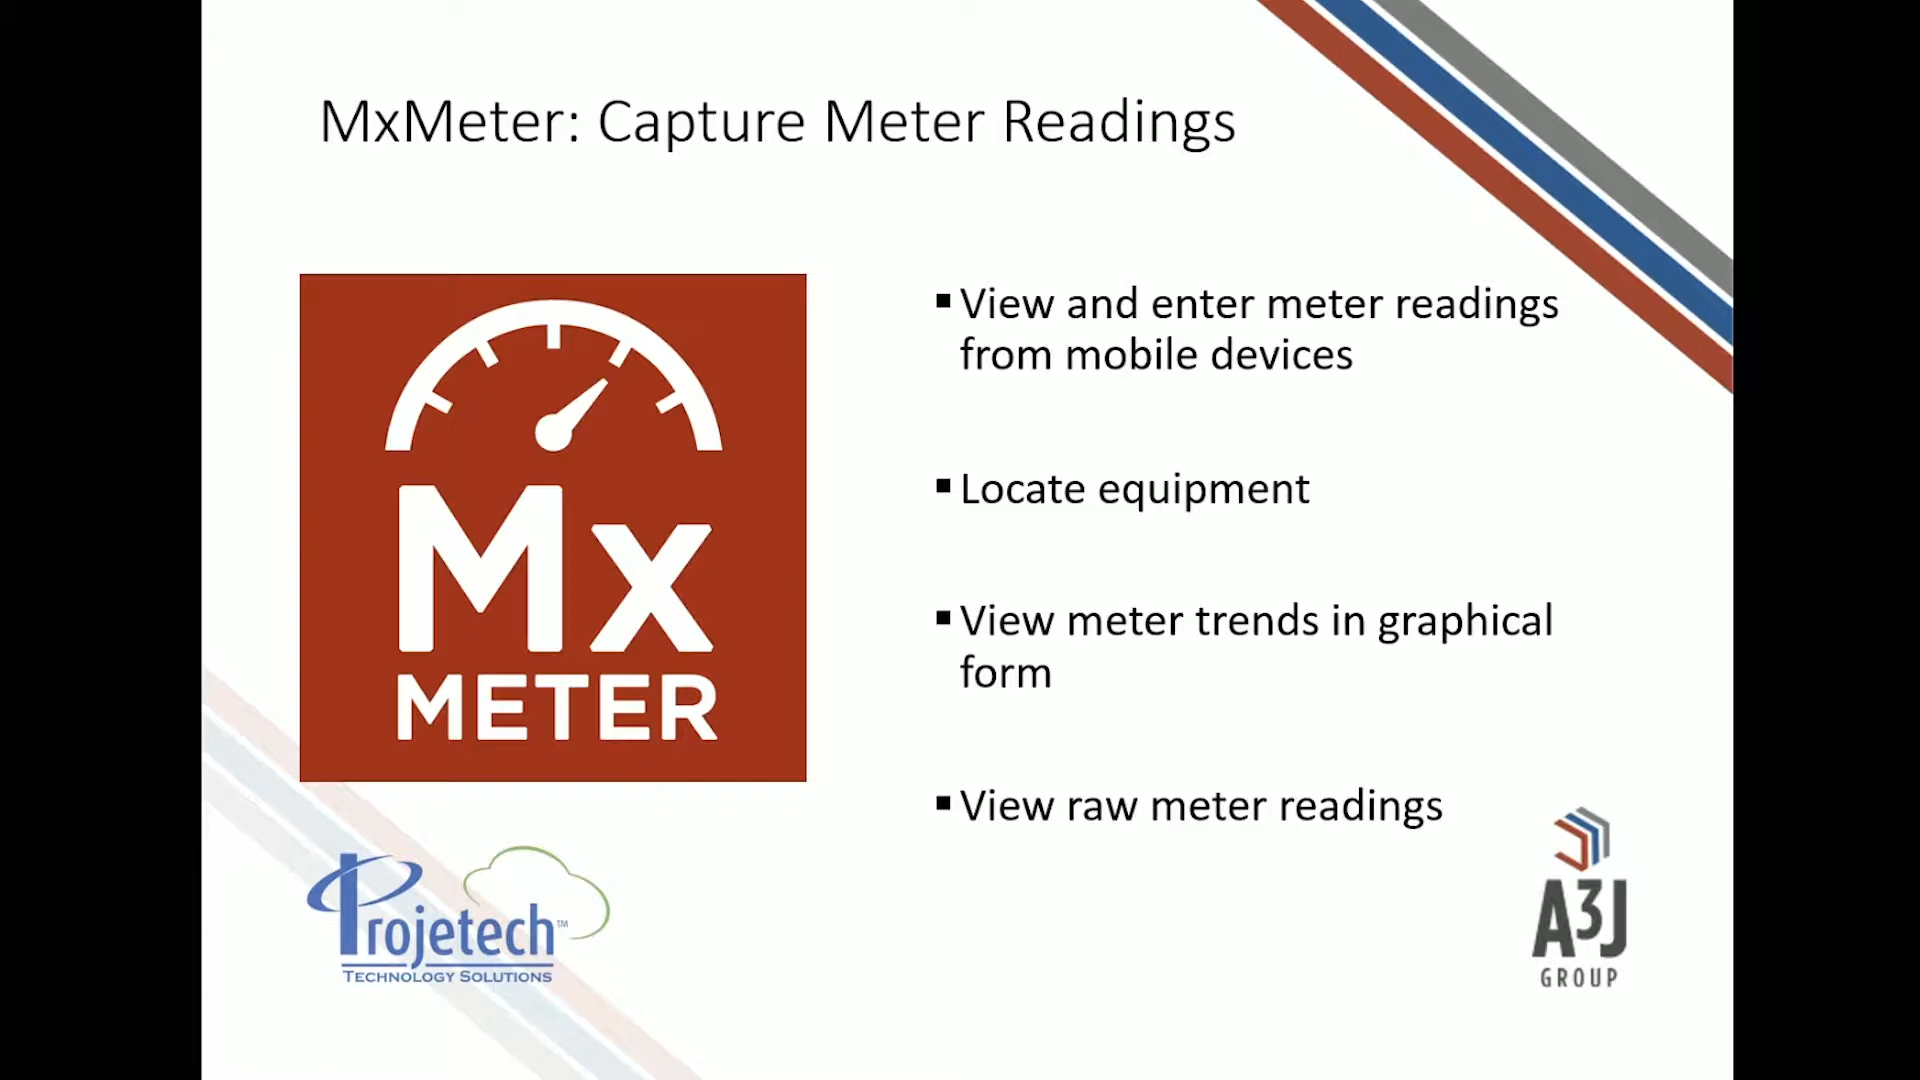 MxMeter: Capture Meter Readings
Mx
METER
▪ View and enter meter readings
from mobile devices
▪ Locate equipment
▪ View meter trends in graphical
form
▪ View raw meter readings
Projetech™
TECHNOLOGY SOLUTIONS
A3J
GROUP